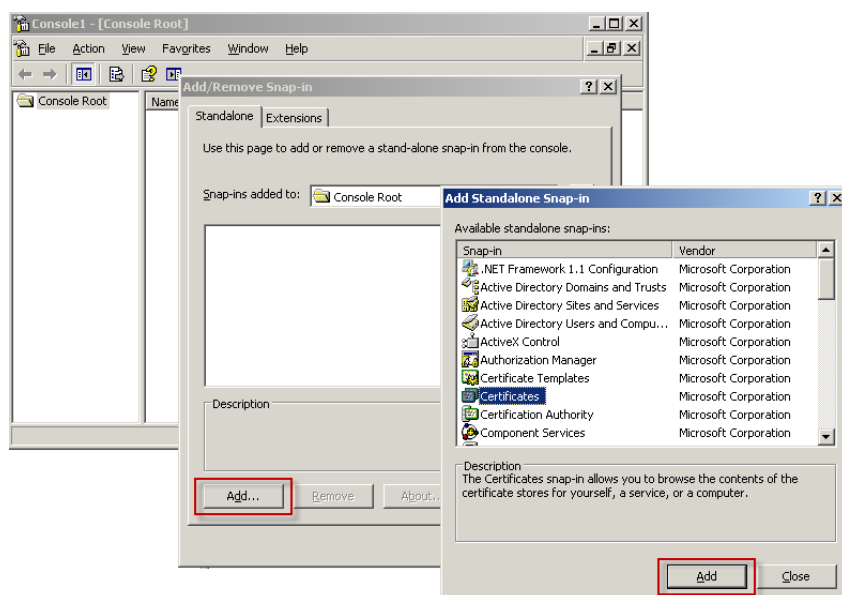 Console1 - [Console Root]
File Action View Favorites Window Help
Console Root
Name
Add/Remove Snap-in
Standalone Extensions
Use this page to add or remove a stand-alone snap-in from the console.
Snap-ins added to: Console Root
Description
Add... Remove About..
Add Standalone Snap-in
Available standalone snap-ins:
Snap-in Vendor
.NET Framework 1.1 Configuration Microsoft Corporation
Active Directory Domains and Trusts Microsoft Corporation
Active Directory Sites and Services Microsoft Corporation
Active Directory Users and Compu... Microsoft Corporation
ActiveX Control Microsoft Corporation
Authorization Manager Microsoft Corporation
Certificate Templates Microsoft Corporation
Certificates Microsoft Corporation
Certification Authority Microsoft Corporation
Component Services Microsoft Corporation
Description
The Certificates snap-in allows you to browse the contents of the
certificate stores for yourself, a service, or a computer.
Add Close